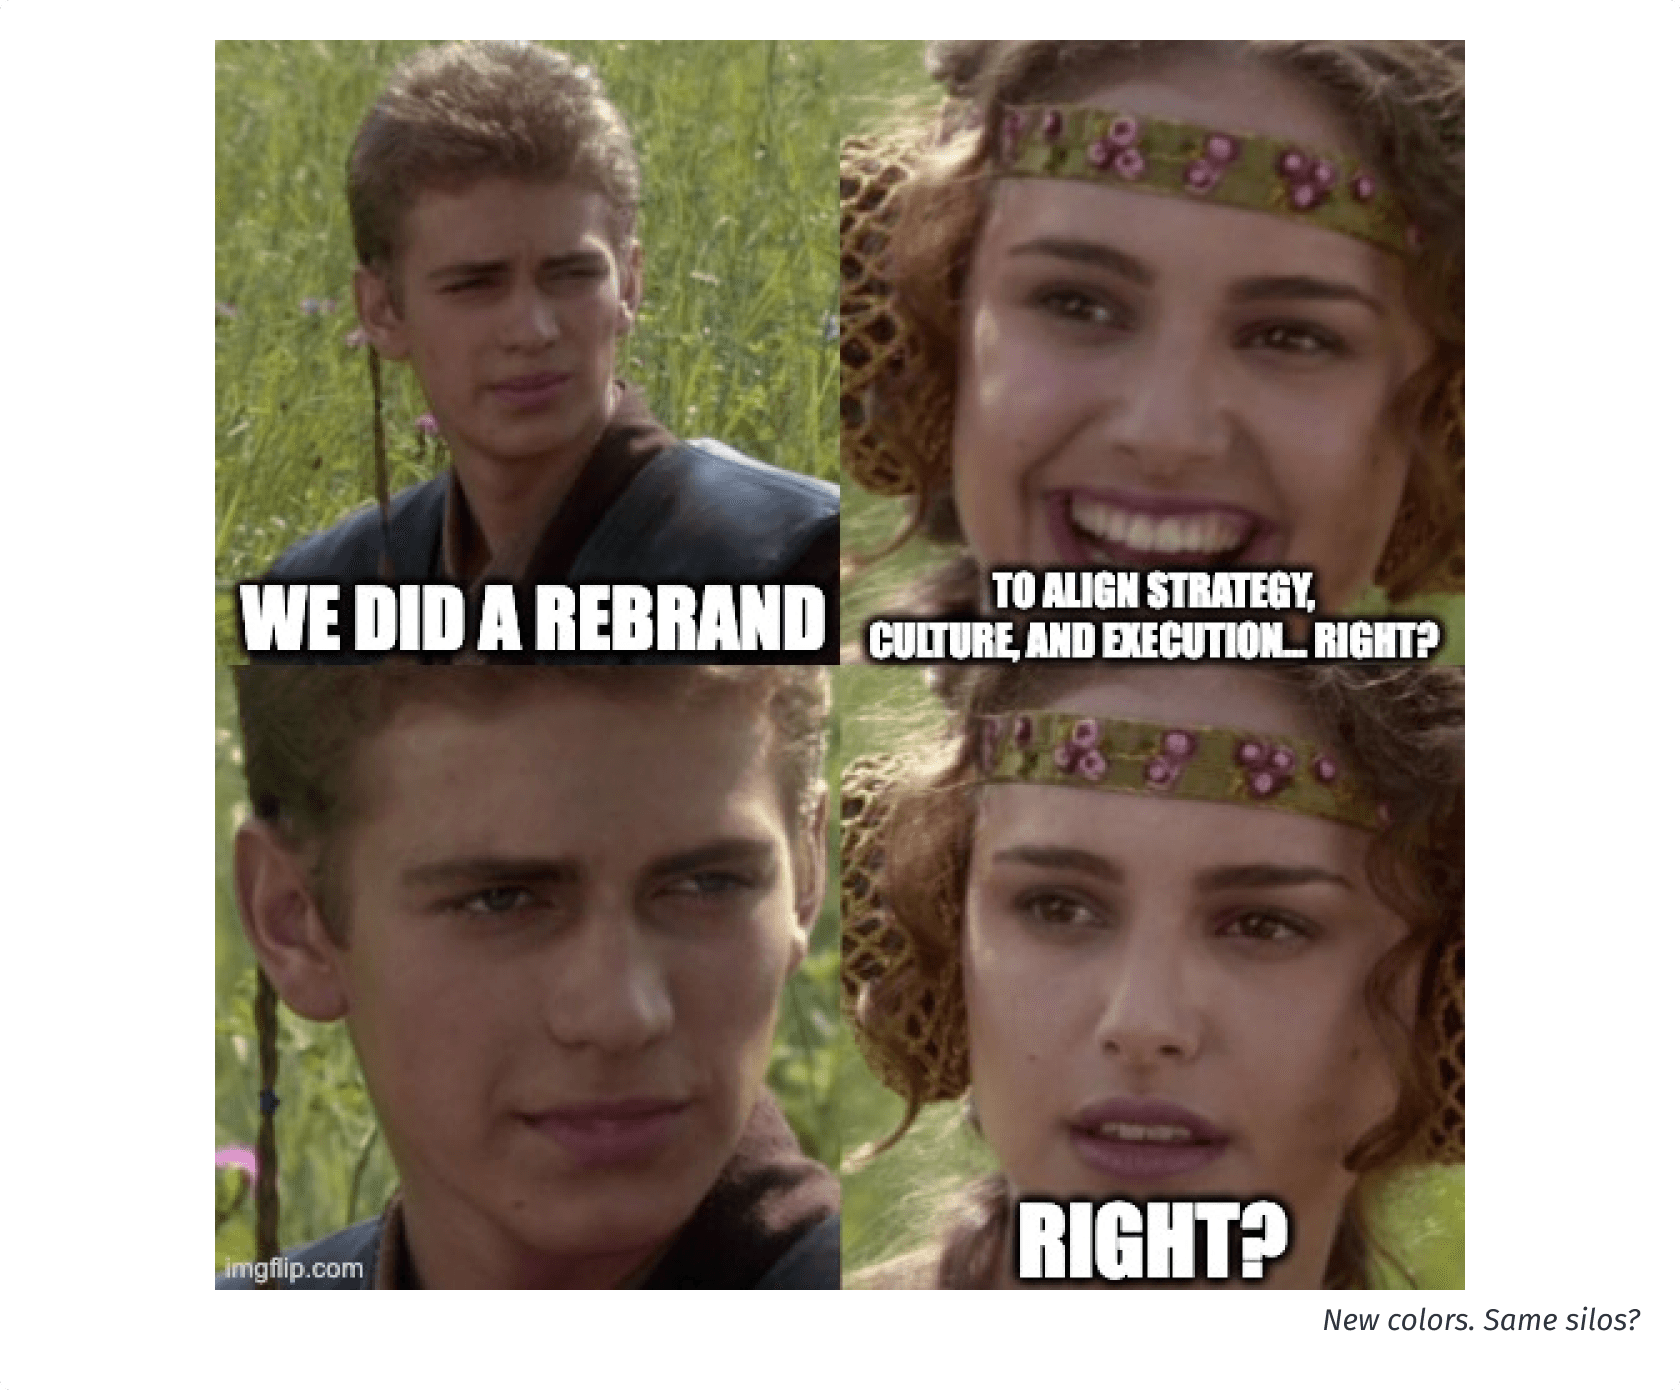 WE DID A REBRAND
TO ALIGN STRATEGY,
CULTURE, AND EXECUTION... RIGHT?
imgflip.com
RIGHT?
New colors. Same silos?